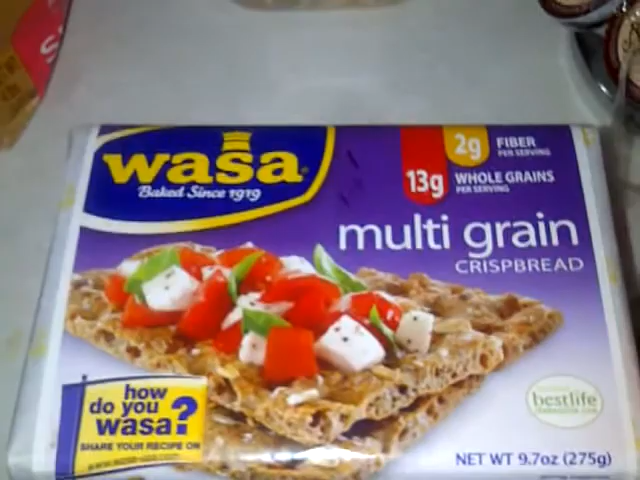 wasa
Baked Since 1919
2g FIBER
PER SERVING
13g WHOLE GRAINS
PER SERVING
multi grain
CRISPBREAD
how
do you
wasa?
SHARE YOUR RECIPE ON
bestlife
NET WT 9.7oz (275g)